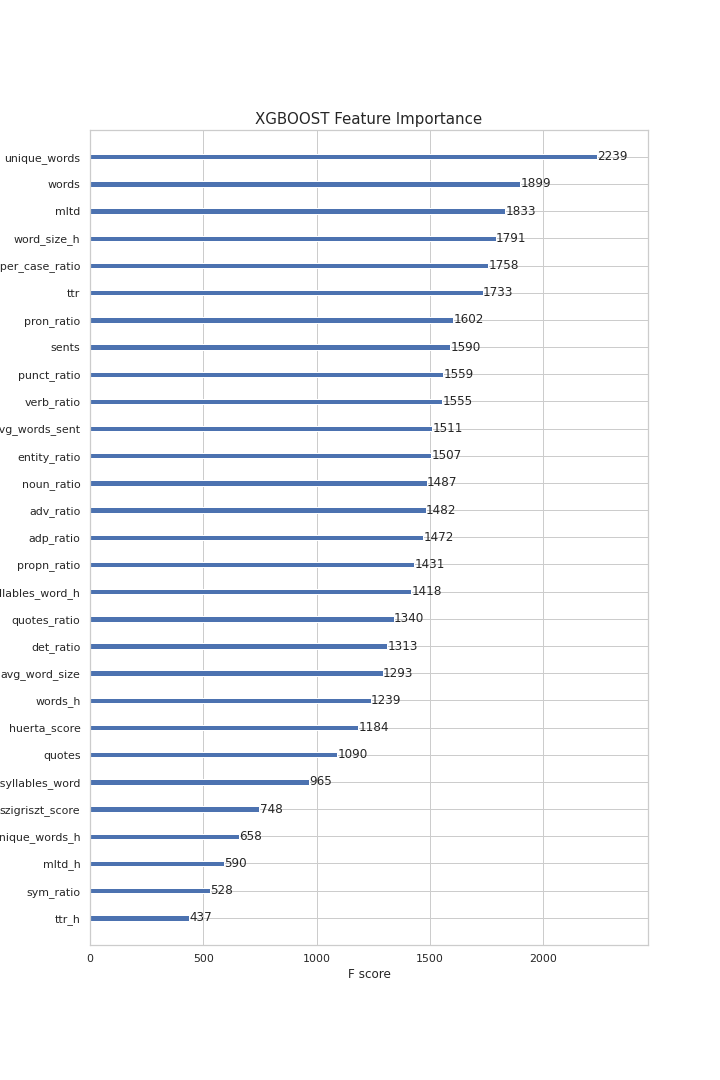 XGBOOST Feature Importance
unique_words 2239
words 1899
mltd 1833
word_size_h 1791
per_case_ratio 1758
ttr 1733
pron_ratio 1602
sents 1590
punct_ratio 1559
verb_ratio 1555
vg_words_sent 1511
entity_ratio 1507
noun_ratio 1487
adv_ratio 1482
adp_ratio 1472
propn_ratio 1431
llables_word_h 1418
quotes_ratio 1340
det_ratio 1313
avg_word_size 1293
words_h 1239
huerta_score 1184
quotes 1090
syllables_word 965
szigriszt_score 748
nique_words_h 658
mltd_h 590
sym_ratio 528
ttr_h 437
0 500 1000 1500 2000
F score